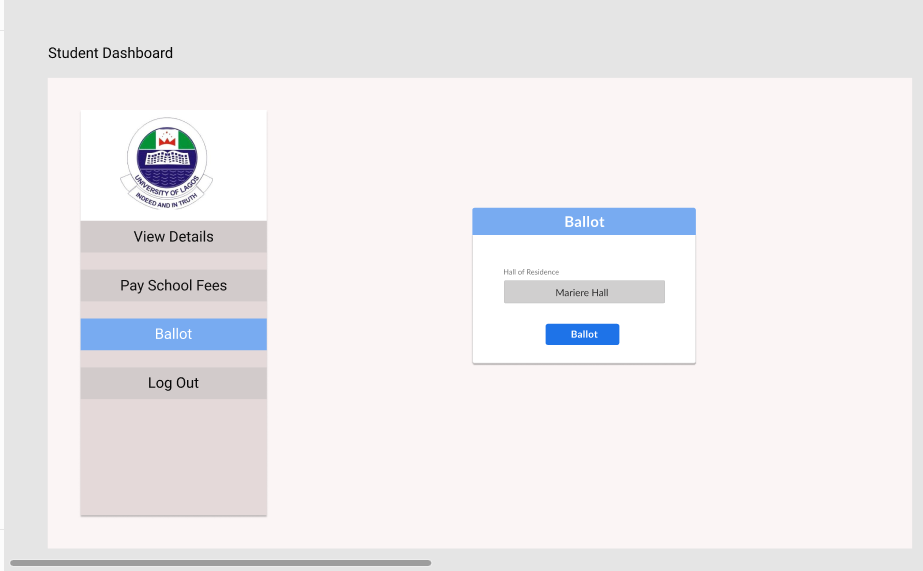 Student Dashboard
UNIVERSITY OF LAGOS
INDEED AND IN TRUTH
View Details
Pay School Fees
Ballot
Log Out
Ballot
Hall of Residence
Mariere Hall
Ballot